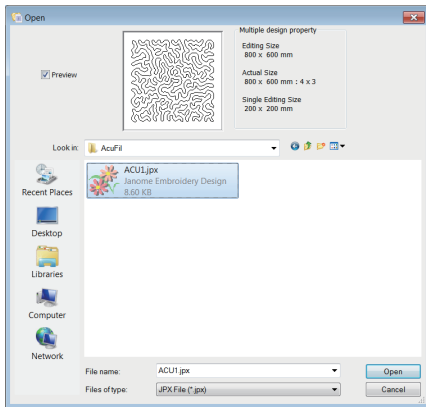 Open
Multiple design property
Editing Size
800 x 600 mm
Preview
Actual Size
800 x 600 mm : 4 x 3
Single Editing Size
200 x 200 mm
Look in:
AcuFil
ACU1.jpx
Janome Embroidery Design
8.60 KB
Recent Places
Desktop
Libraries
Computer
Network
File name:
ACU1.jpx
Open
Files of type:
JPX File (*.jpx)
Cancel